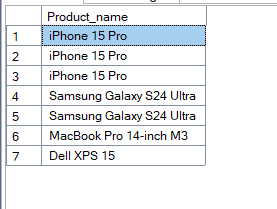 Product_name
1 iPhone 15 Pro
2 iPhone 15 Pro
3 iPhone 15 Pro
4 Samsung Galaxy S24 Ultra
5 Samsung Galaxy S24 Ultra
6 MacBook Pro 14-inch M3
7 Dell XPS 15